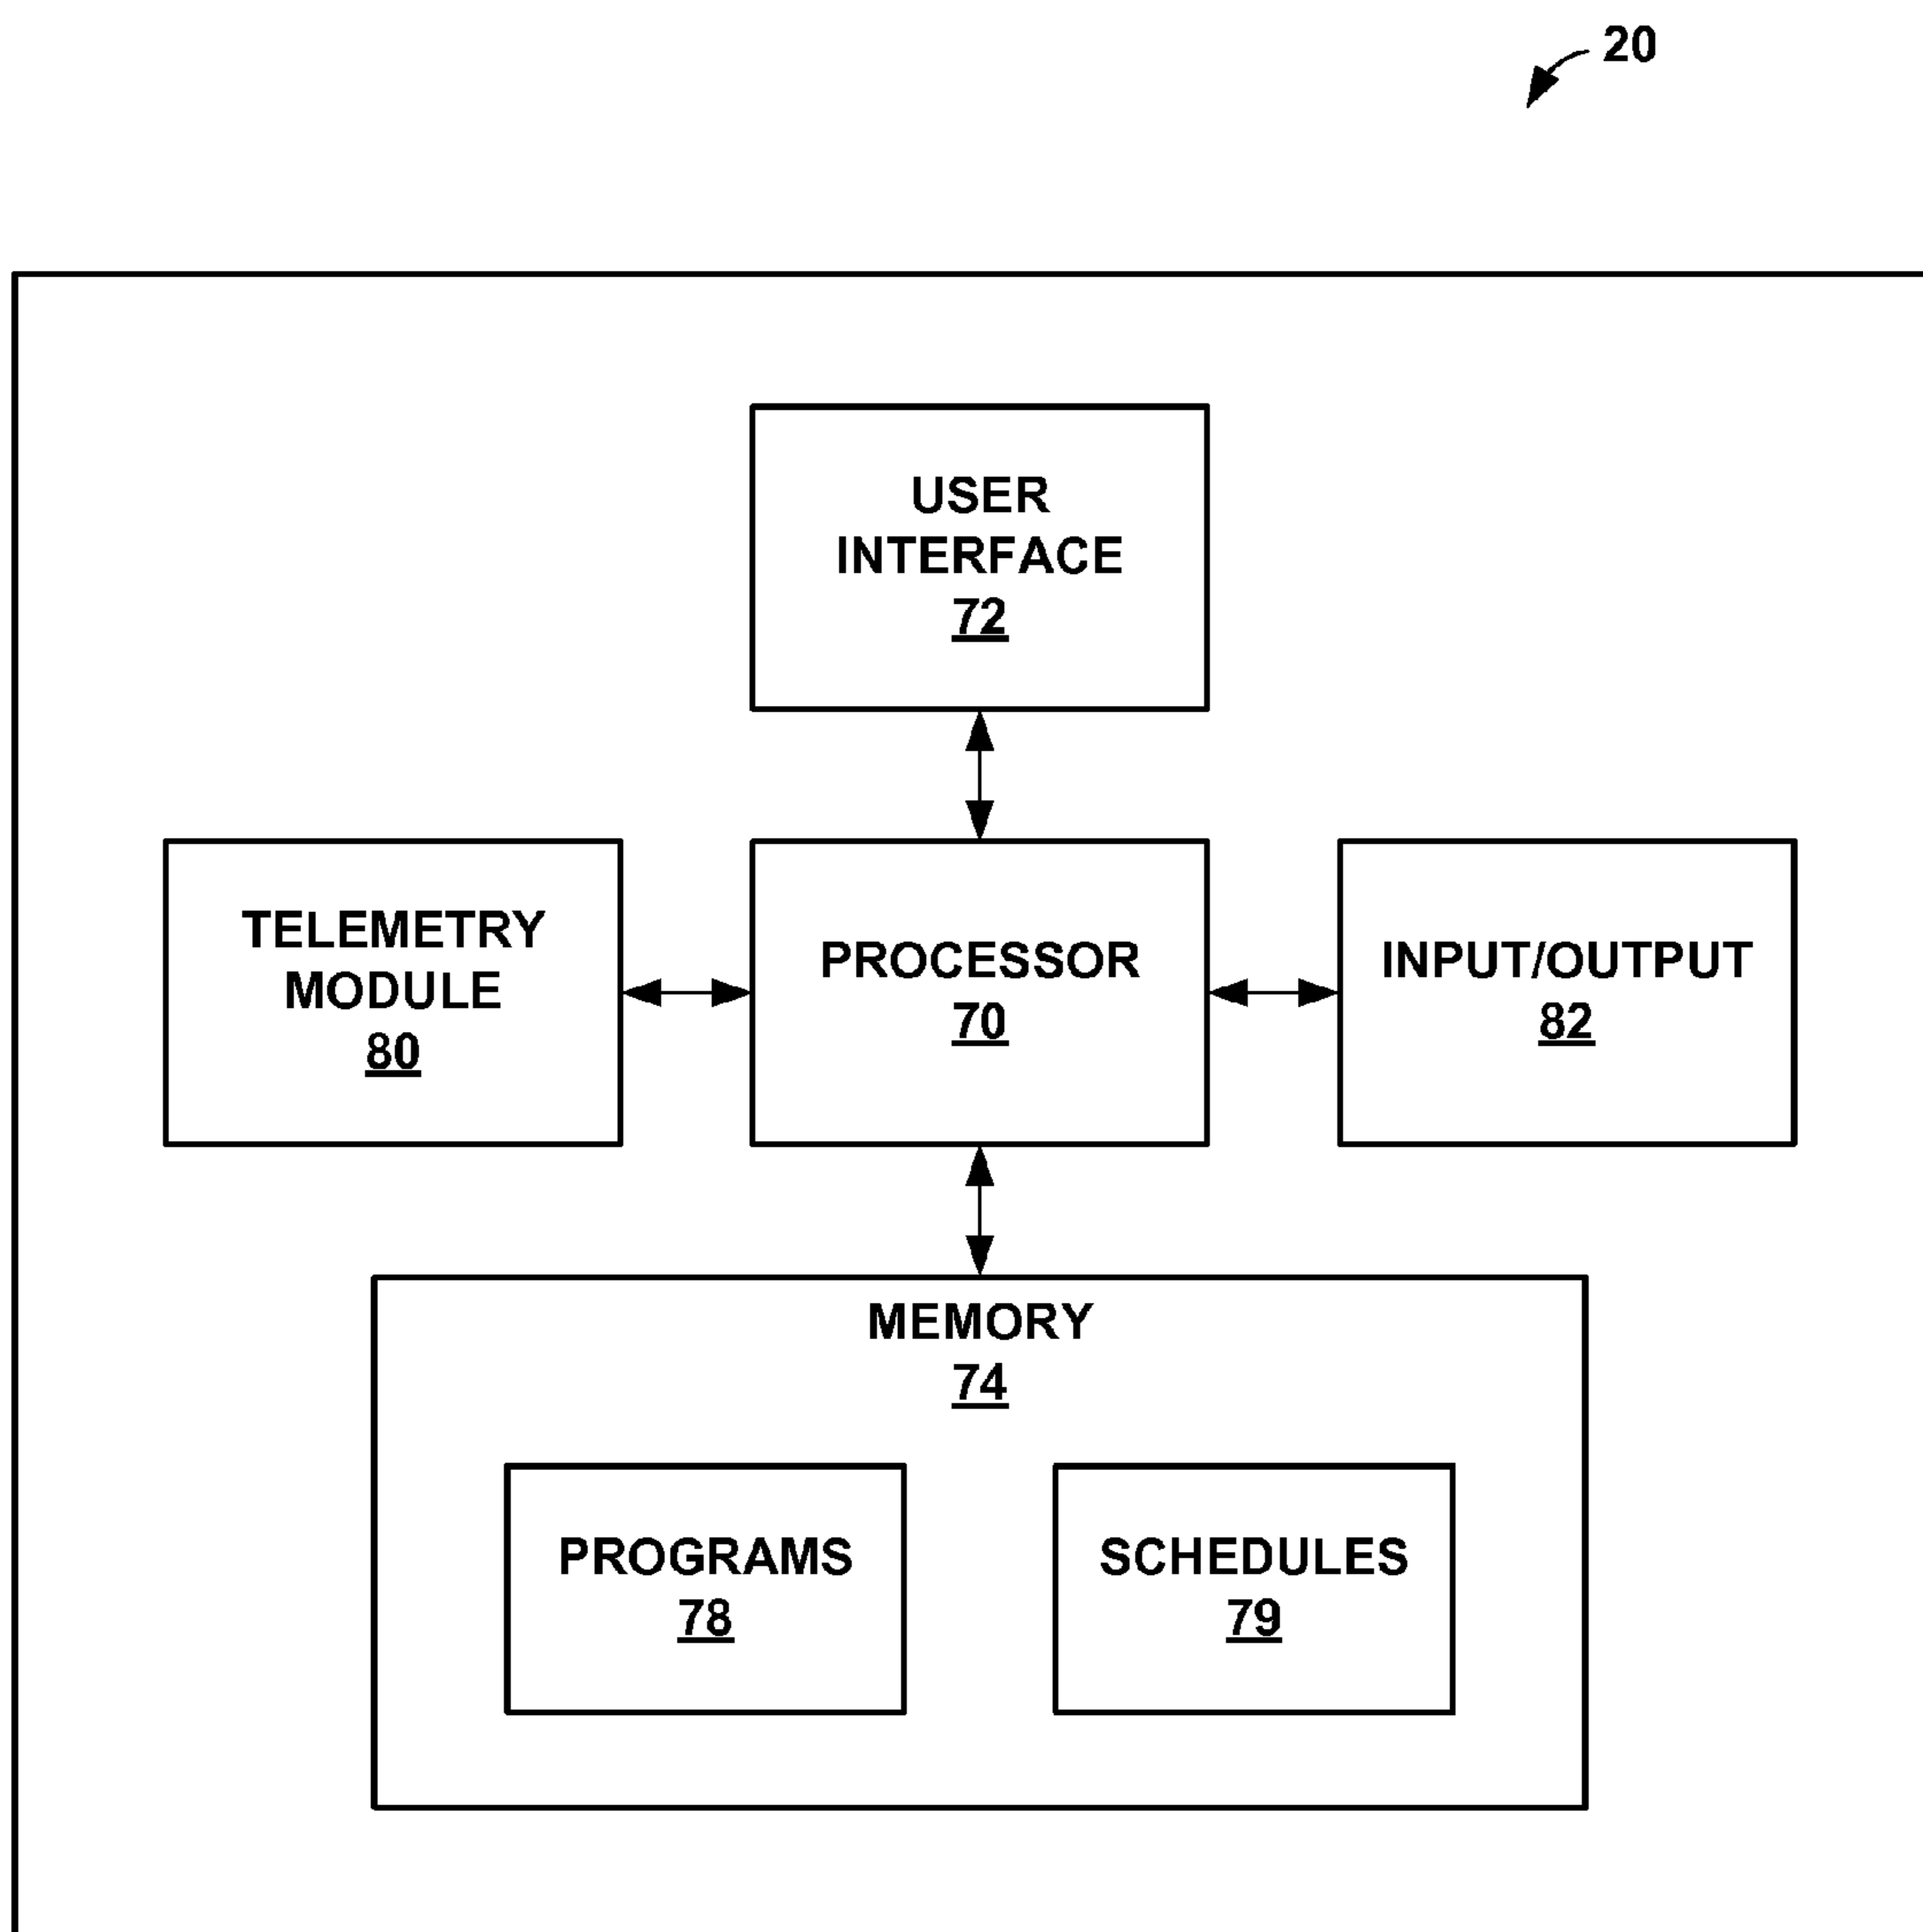 20
USER
INTERFACE
72
TELEMETRY
MODULE
80
PROCESSOR
70
INPUT/OUTPUT
82
MEMORY
74
PROGRAMS
78
SCHEDULES
79